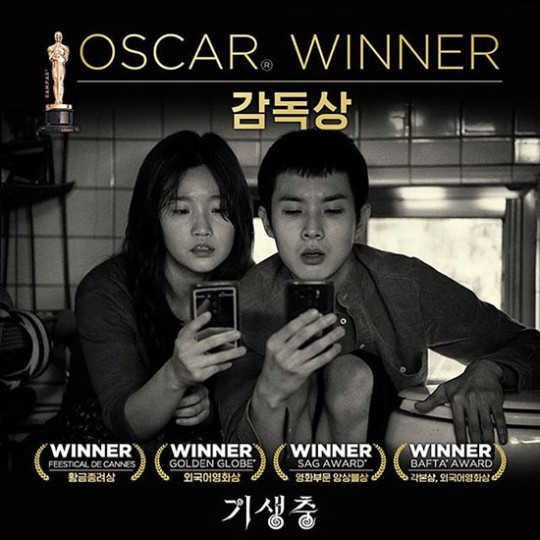 OSCAR® WINNER
감독상
©A.M.P.A.S.®
WINNER
FEESTICAL DE CANNES
황금종려상
WINNER
GOLDEN GLOBE®
외국어영화상
WINNER
SAG AWARD®
영화부문 앙상블상
WINNER
BAFTA® AWARD
각본상, 외국어영화상
기생충